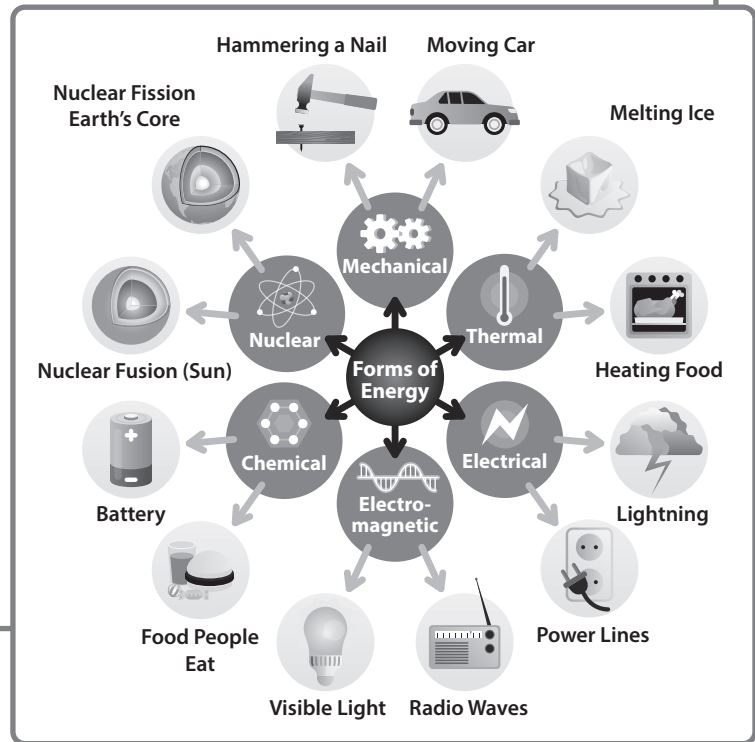 Hammering a Nail
Moving Car
Nuclear Fission
Earth's Core
Melting Ice
Mechanical
Nuclear
Thermal
Forms of
Energy
Nuclear Fusion (Sun)
Heating Food
Chemical
Electrical
Electro-
magnetic
Battery
Lightning
Food People
Eat
Power Lines
Visible Light
Radio Waves